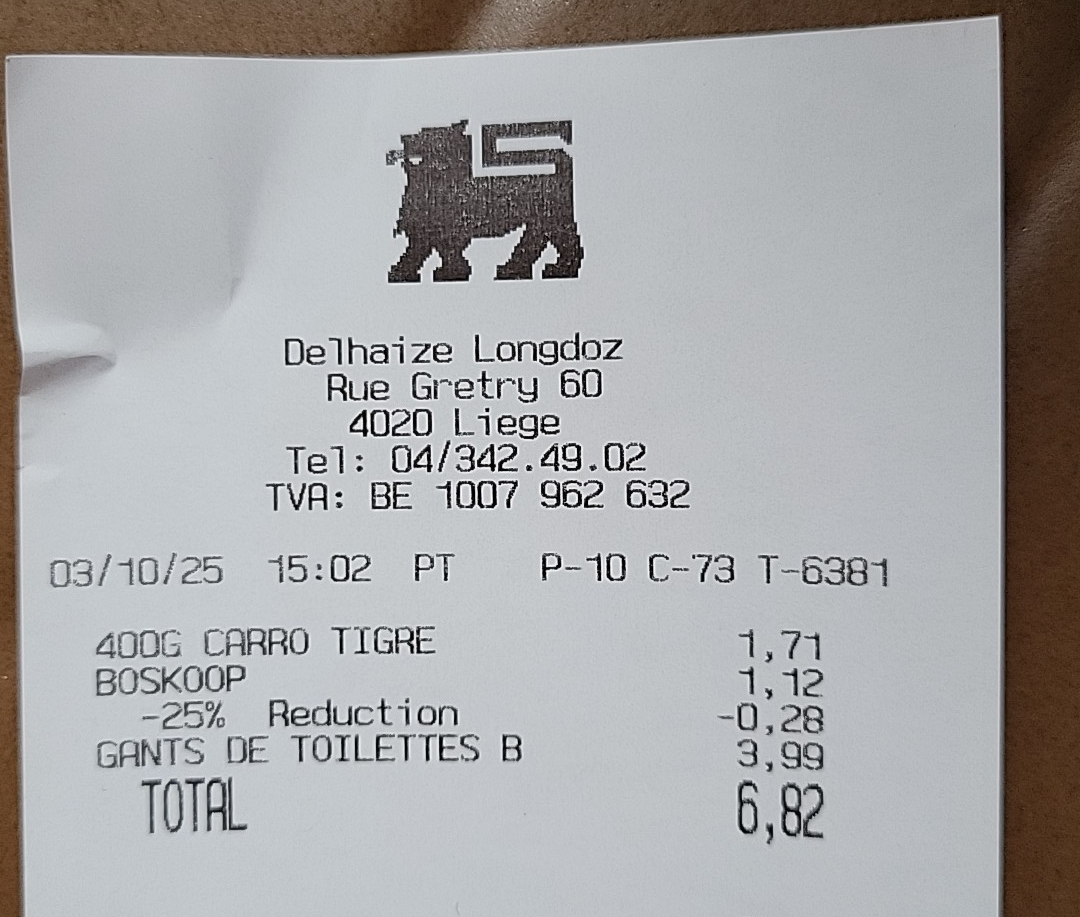 Delhaize Longdoz
Rue Gretry 60
4020 Liege
Tel: 04/342.49.02
TVA: BE 1007 962 632
03/10/25 15:02 PT P-10 C-73 T-6381
400G CARRO TIGRE 1,71
BOSKOOP 1,12
-25% Reduction -0,28
GANTS DE TOILETTES B 3,99
TOTAL 6,82